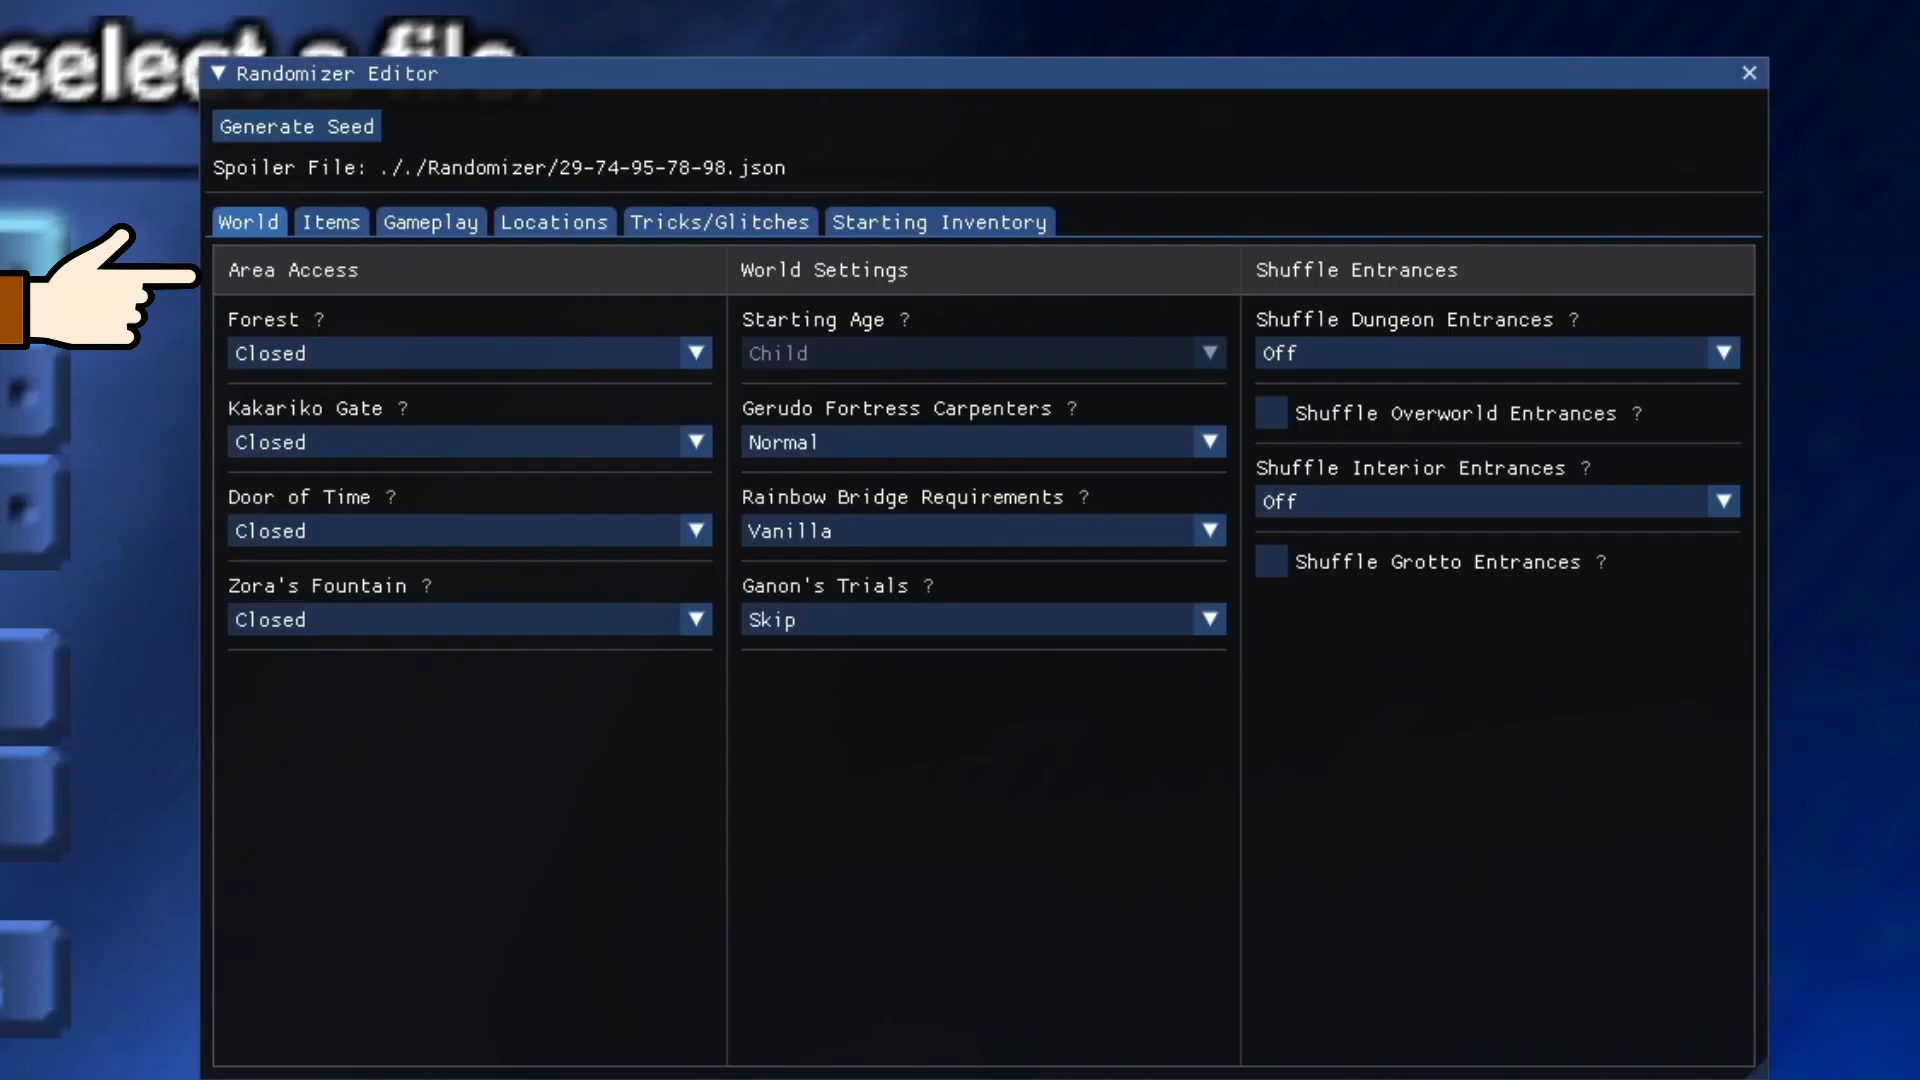 select a file.
Randomizer Editor
Generate Seed
Spoiler File: ././Randomizer/29-74-95-78-98.json
World Items Gameplay Locations Tricks/Glitches Starting Inventory
Area Access
Forest ?
Closed
Kakariko Gate ?
Closed
Door of Time ?
Closed
Zora's Fountain ?
Closed
World Settings
Starting Age ?
Child
Gerudo Fortress Carpenters ?
Normal
Rainbow Bridge Requirements ?
Vanilla
Ganon's Trials ?
Skip
Shuffle Entrances
Shuffle Dungeon Entrances ?
Off
Shuffle Overworld Entrances ?
Shuffle Interior Entrances ?
Off
Shuffle Grotto Entrances ?